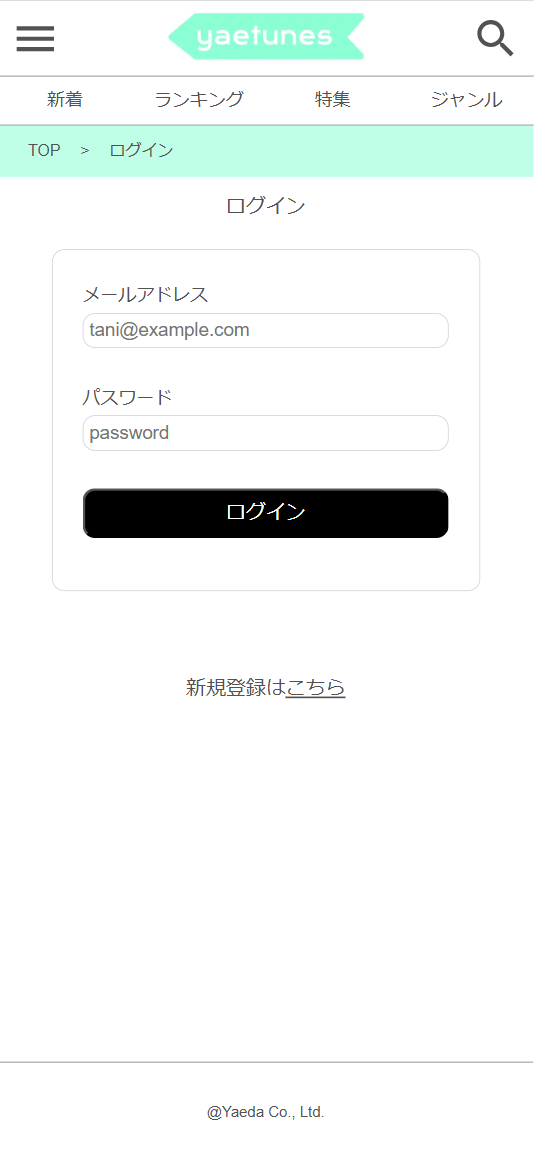 yaetunes
新着 ランキング 特集 ジャンル
TOP > ログイン
ログイン
メールアドレス
tani@example.com
パスワード
password
ログイン
新規登録はこちら
@Yaeda Co., Ltd.